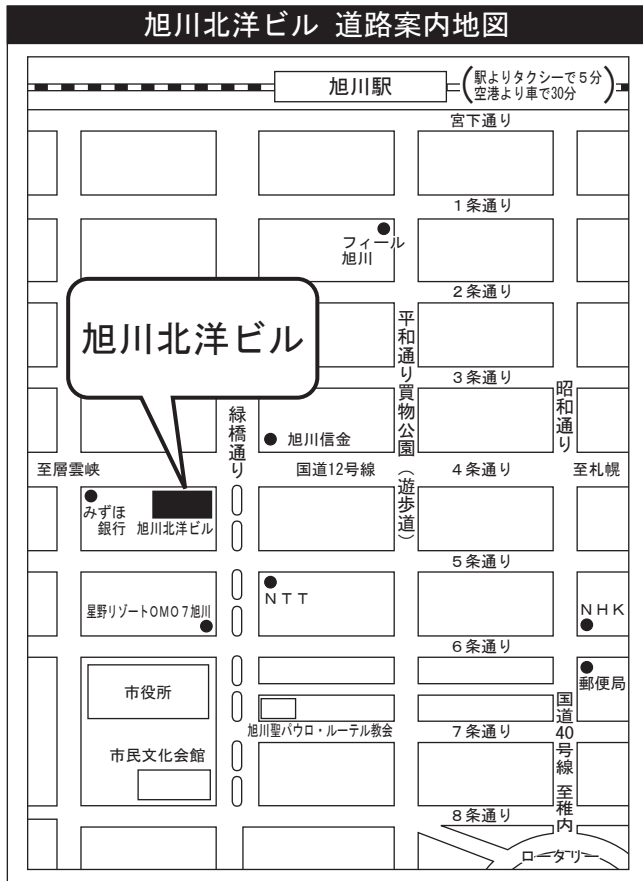 旭川北洋ビル 道路案内地図
旭川駅
駅よりタクシーで5分
空港より車で30分
宮下通り
1条通り
フィール
旭川
2条通り
旭川北洋ビル
平和通り買物公園(遊歩道)
3条通り
昭和通り
緑橋通り
旭川信金
至層雲峡
国道12号線
4条通り
至札幌
みずほ
銀行
旭川北洋ビル
5条通り
NTT
星野リゾートOMO7旭川
NHK
6条通り
郵便局
市役所
国道40号線 至稚内
旭川聖パウロ・ルーテル教会
7条通り
市民文化会館
8条通り
ロータリー